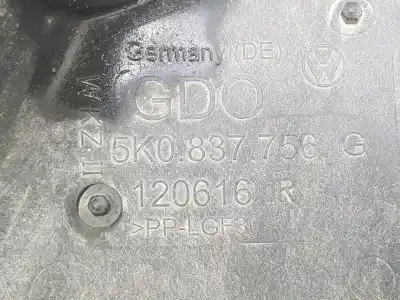 Germany (DE)
GDO
5K0.837.756 G
120616 R
>PP-LGF3